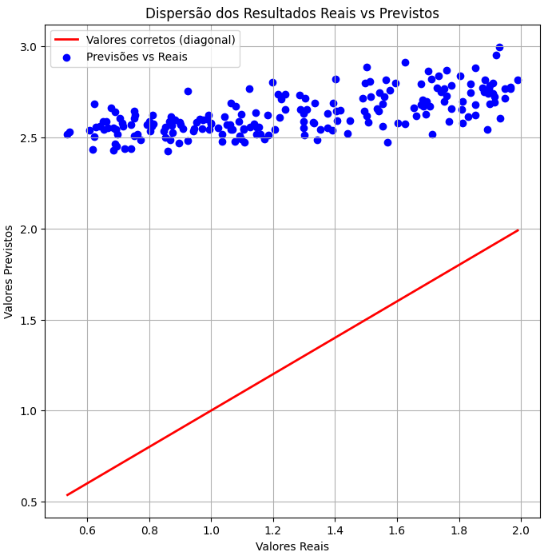 Dispersão dos Resultados Reais vs Previstos
Valores corretos (diagonal)
Previsões vs Reais
Valores Previstos
3.0
2.5
2.0
1.5
1.0
0.5
0.6 0.8 1.0 1.2 1.4 1.6 1.8 2.0
Valores Reais